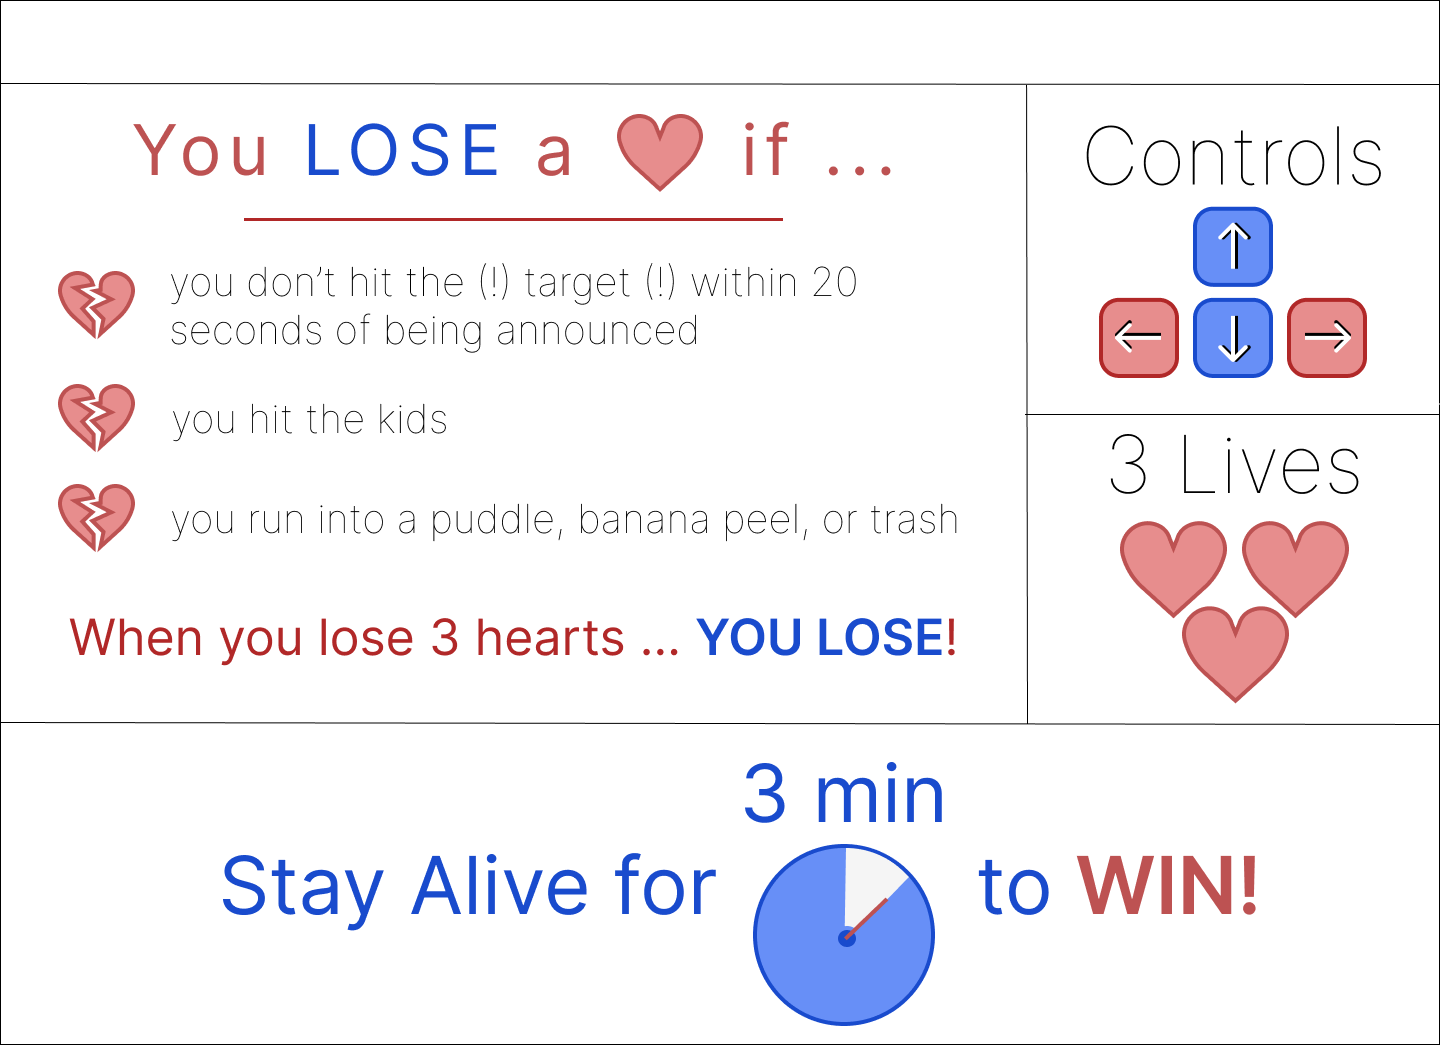 You LOSE a if ...
you don’t hit the (!) target (!) within 20
seconds of being announced
you hit the kids
you run into a puddle, banana peel, or trash
When you lose 3 hearts ... YOU LOSE!
Controls
↑
← ↓ →
3 Lives
3 min
Stay Alive for to WIN!